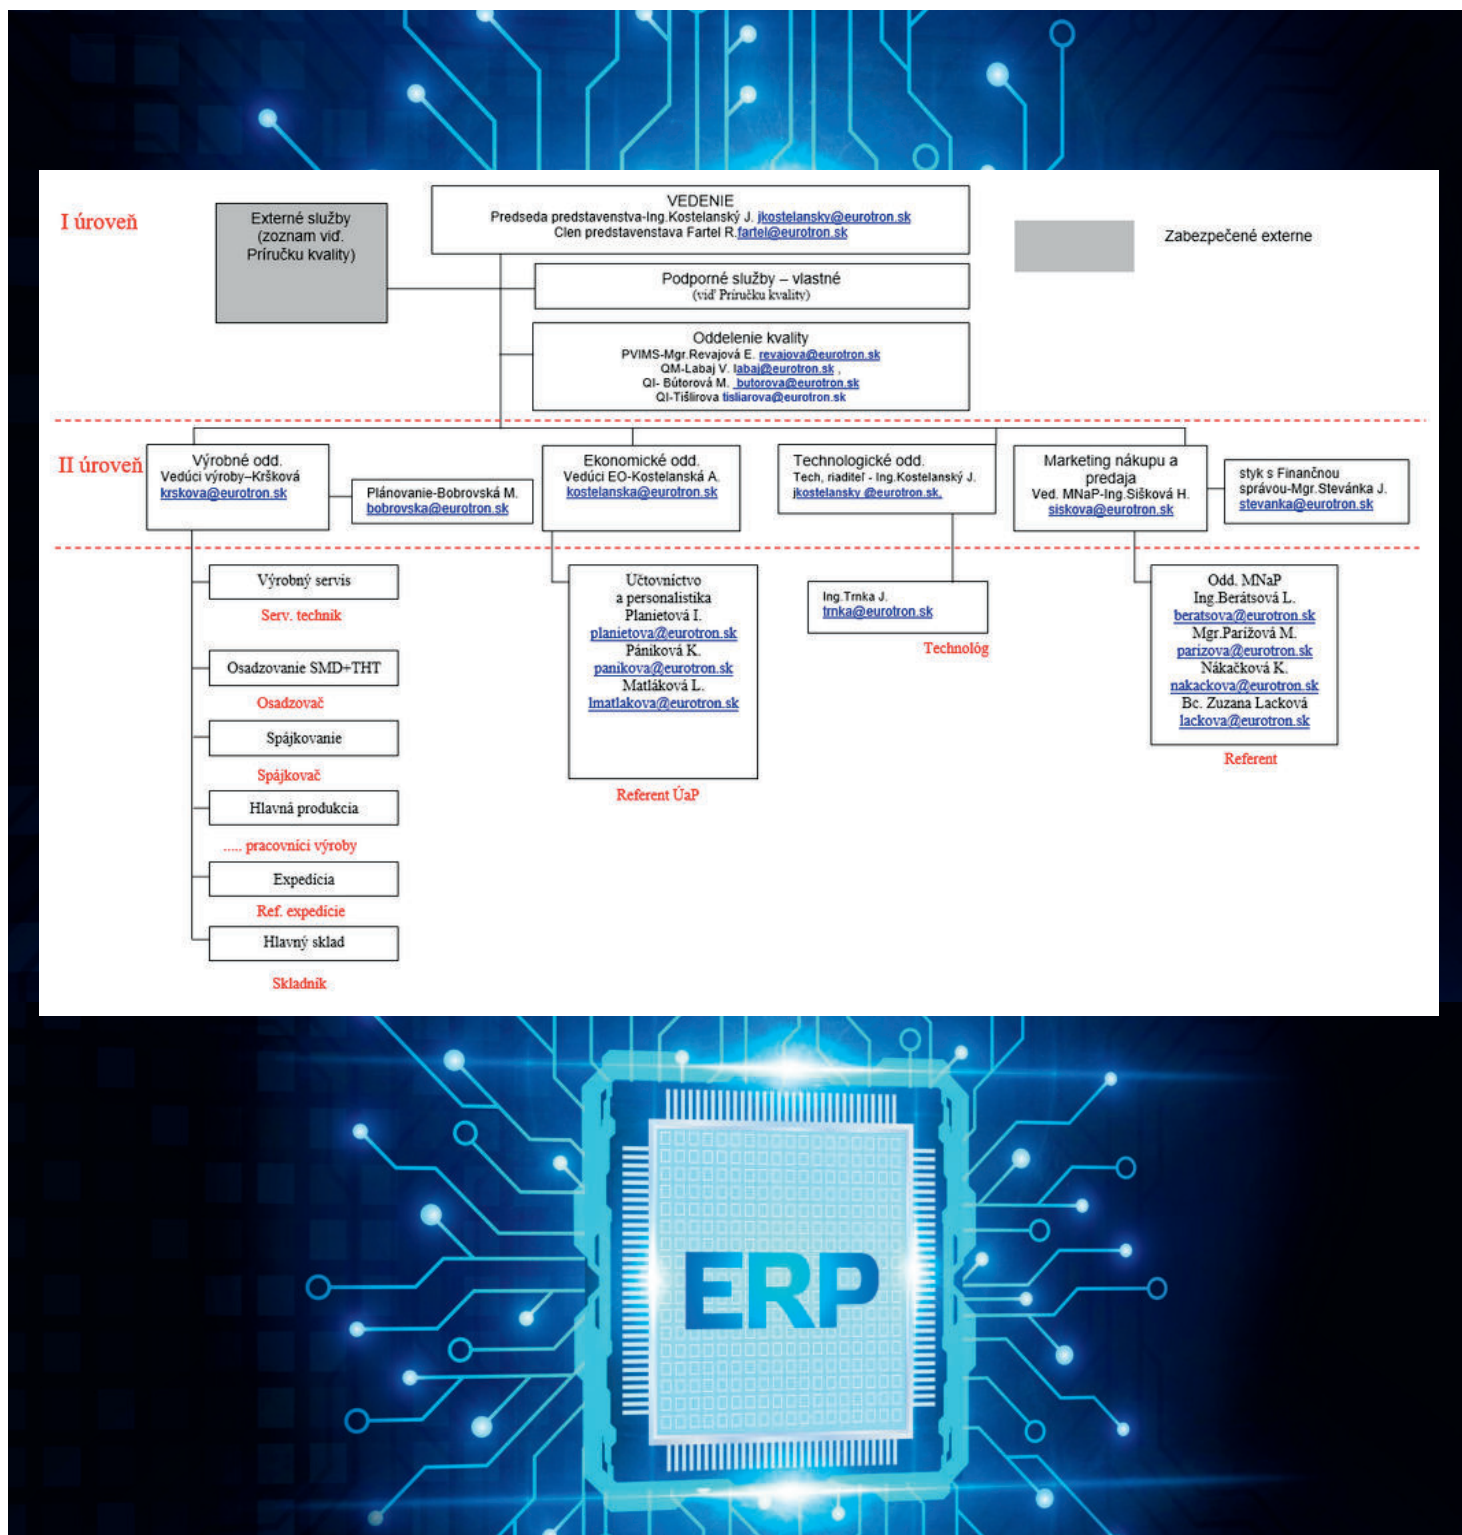 I úroveň
Externé služby
(zoznam viď.
Príručku kvality)
VEDENIE
Predseda predstavenstva-Ing.Kostelanský J. jkostelansky@eurotron.sk
Clen predstavenstava Fartel R.fartel@eurotron.sk
Zabezpečené externe
Podporné služby – vlastné
(viď Príručku kvality)
Oddelenie kvality
PVIMS-Mgr.Revajová E. revajova@eurotron.sk
QM-Labaj V. labaj@eurotron.sk ,
QI- Bútorová M. butorova@eurotron.sk
QI-Tišlirova tisliarova@eurotron.sk
II úroveň
Výrobné odd.
Vedúci výroby–Kršková
krskova@eurotron.sk
Plánovanie-Bobrovská M.
bobrovska@eurotron.sk
Ekonomické odd.
Vedúci EO-Kostelanská A.
kostelanska@eurotron.sk
Technologické odd.
Tech, riaditeľ - Ing.Kostelanský J.
jkostelansky @eurotron.sk,
Marketing nákupu a
predaja
Ved. MNaP-Ing.Sišková H.
siskova@eurotron.sk
styk s Finančnou
správou-Mgr.Stevánka J.
stevanka@eurotron.sk
Výrobný servis
Serv. technik
Osadzovanie SMD+THT
Osadzovač
Spájkovanie
Spájkovač
Hlavná produkcia
..... pracovníci výroby
Expedícia
Ref. expedície
Hlavný sklad
Skladník
Účtovníctvo
a personalistika
Planietová I.
planietova@eurotron.sk
Pániková K.
panikova@eurotron.sk
Matláková L.
lmatlakova@eurotron.sk
Referent ÚaP
Ing.Trnka J.
trnka@eurotron.sk
Technológ
Odd. MNaP
Ing.Berátsová L.
beratsova@eurotron.sk
Mgr.Parížová M.
parizova@eurotron.sk
Nákačková K.
nakackova@eurotron.sk
Bc. Zuzana Lacková
lackova@eurotron.sk
Referent
ERP